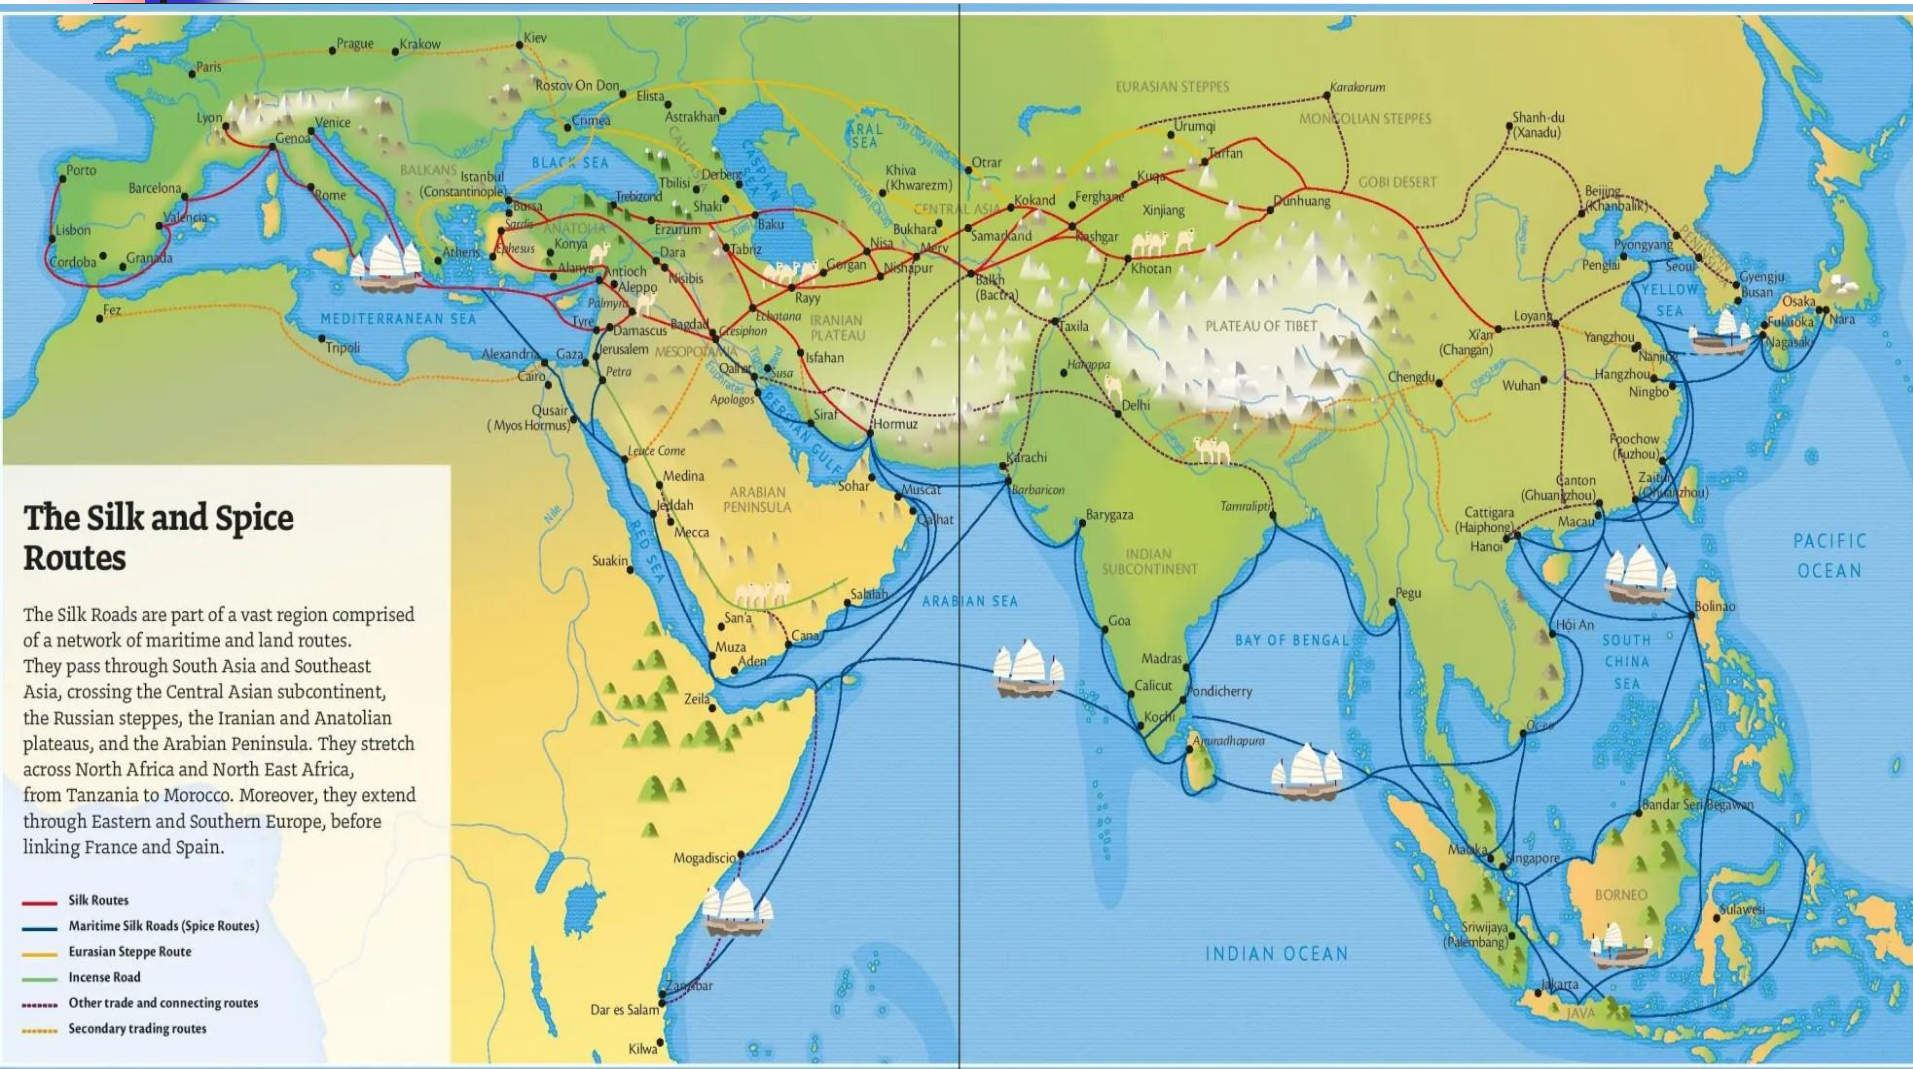 The Silk and Spice
Routes
The Silk Roads are part of a vast region comprised
of a network of maritime and land routes.
They pass through South Asia and Southeast
Asia, crossing the Central Asian subcontinent,
the Russian steppes, the Iranian and Anatolian
plateaus, and the Arabian Peninsula. They stretch
across North Africa and North East Africa,
from Tanzania to Morocco. Moreover, they extend
through Eastern and Southern Europe, before
linking France and Spain.
Silk Routes
Maritime Silk Roads (Spice Routes)
Eurasian Steppe Route
Incense Road
Other trade and connecting routes
Secondary trading routes
Paris
Prague
Krakow
Kiev
Rostov On Don
Elista
Astrakhan
Crimea
Lyon
Genoa
Venice
Rome
Porto
Lisbon
Cordoba
Granada
Barcelona
Valencia
Fez
Tripoli
MEDITERRANEAN SEA
BALKANS
Danube
BLACK SEA
CAUCASUS
CASPIAN
SEA
ARAL
SEA
Istanbul
(Constantinople)
Bursa
Sardis
Ephesus
Athens
ANATOLIA
Konya
Alanya
Antioch
Aleppo
Palmyra
Tyre
Damascus
Jerusalem
Gaza
Petra
Alexandria
Cairo
Qusair
( Myos Hormus)
Nile
Trebizond
Erzurum
Tbilisi
Derbent
Shaki
Baku
Tabriz
Dara
Nisibis
Bagdad
Ctesiphon
MESOPOTAMIA
Euphrates
Qalhat
Susa
Apologos
Ecbatana
Rayy
Gorgan
Nisa
Nishapur
Merv
IRANIAN
PLATEAU
Isfahan
Siraf
Hormuz
PERSIAN GULF
Khiva
(Khwarezm)
Bukhara
CENTRAL ASIA
Otrar
Samarkand
Kokand
Ferghane
Kashgar
Balkh
(Bactra)
Taxila
Harappa
Delhi
Karachi
Barbaricon
Barygaza
Tamralipti
INDIAN
SUBCONTINENT
Goa
Calicut
Kochi
Madras
Pondicherry
Anuradhapura
Leuce Come
Medina
Jeddah
Mecca
ARABIAN
PENINSULA
RED SEA
Suakin
San'a
Muza
Aden
Cana
Salalah
Sohar
Muscat
Qalhat
Zeila
Mogadiscio
Zanzibar
Dar es Salam
Kilwa
ARABIAN SEA
BAY OF BENGAL
INDIAN OCEAN
EURASIAN STEPPES
MONGOLIAN STEPPES
Karakorum
Urumqi
Turfan
Kuqa
Xinjiang
Khotan
Dunhuang
GOBI DESERT
PLATEAU OF TIBET
Shanh-du
(Xanadu)
Beijing
(Khanbalik)
Pyongyang
Penglai
Seoul
KOREAN
PENINSULA
Gyengju
Busan
YELLOW
SEA
Osaka
Nara
Fukuoka
Nagasaki
Loyang
Xi'an
(Changan)
Chengdu
Wuhan
Yangzhou
Nanjing
Hangzhou
Ningbo
Foochow
(Fuzhou)
Canton
(Ghuangzhou)
Macau
Cattigara
(Haiphong)
Hanoi
Hội An
Pegu
Oceo
Bolinao
SOUTH
CHINA
SEA
PACIFIC
OCEAN
Bandar Seri Begawan
Singapore
BORNEO
Sulawesi
Sriwijaya
(Palembang)
Jakarta
JAVA